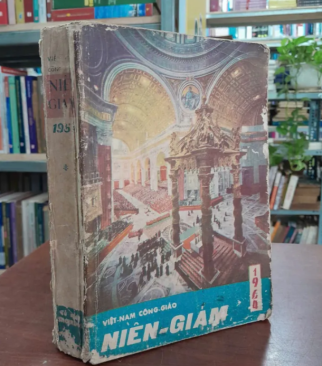 NIÊN
GIÁM
195
VIỆT-NAM CÔNG-GIÁO
NIÊN-GIÁM
1964